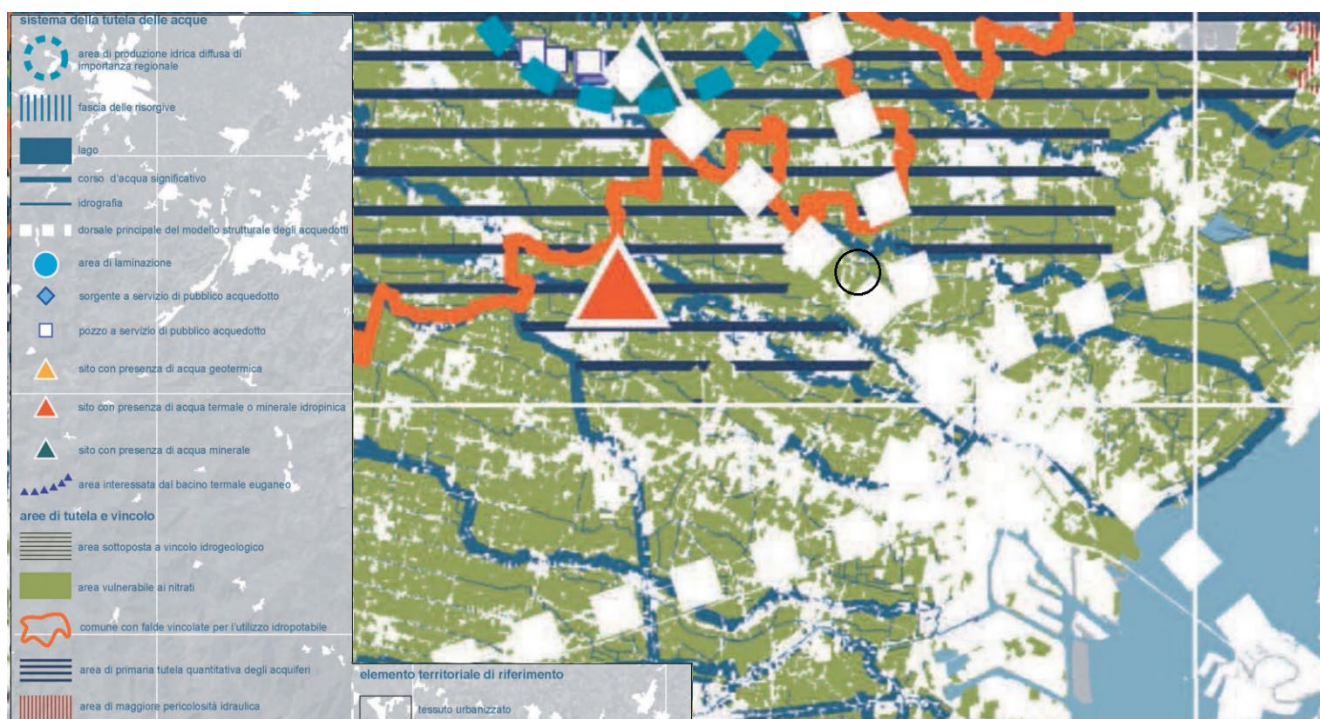 sistema della tutela delle acque
area di produzione idrica diffusa di
importanza regionale
fascia delle risorgive
lago
corso d'acqua significativo
idrografia
dorsale principale del modello strutturale degli acquedotti
area di laminazione
sorgente a servizio di pubblico acquedotto
pozzo a servizio di pubblico acquedotto
sito con presenza di acqua geotermica
sito con presenza di acqua termale o minerale idropinica
sito con presenza di acqua minerale
area interessata dal bacino termale euganeo
aree di tutela e vincolo
area sottoposta a vincolo idrogeologico
area vulnerabile ai nitrati
comune con falde vincolate per l'utilizzo idropotabile
area di primaria tutela quantitativa degli acquiferi
area di maggiore pericolosità idraulica
elemento territoriale di riferimento
tessuto urbanizzato